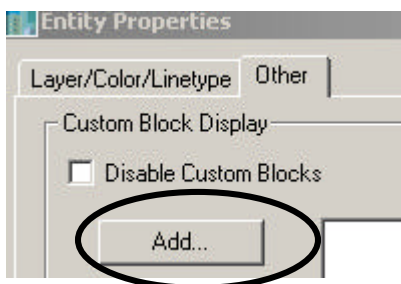 Entity Properties
Layer/Color/Linetype Other
Custom Block Display
Disable Custom Blocks
Add...